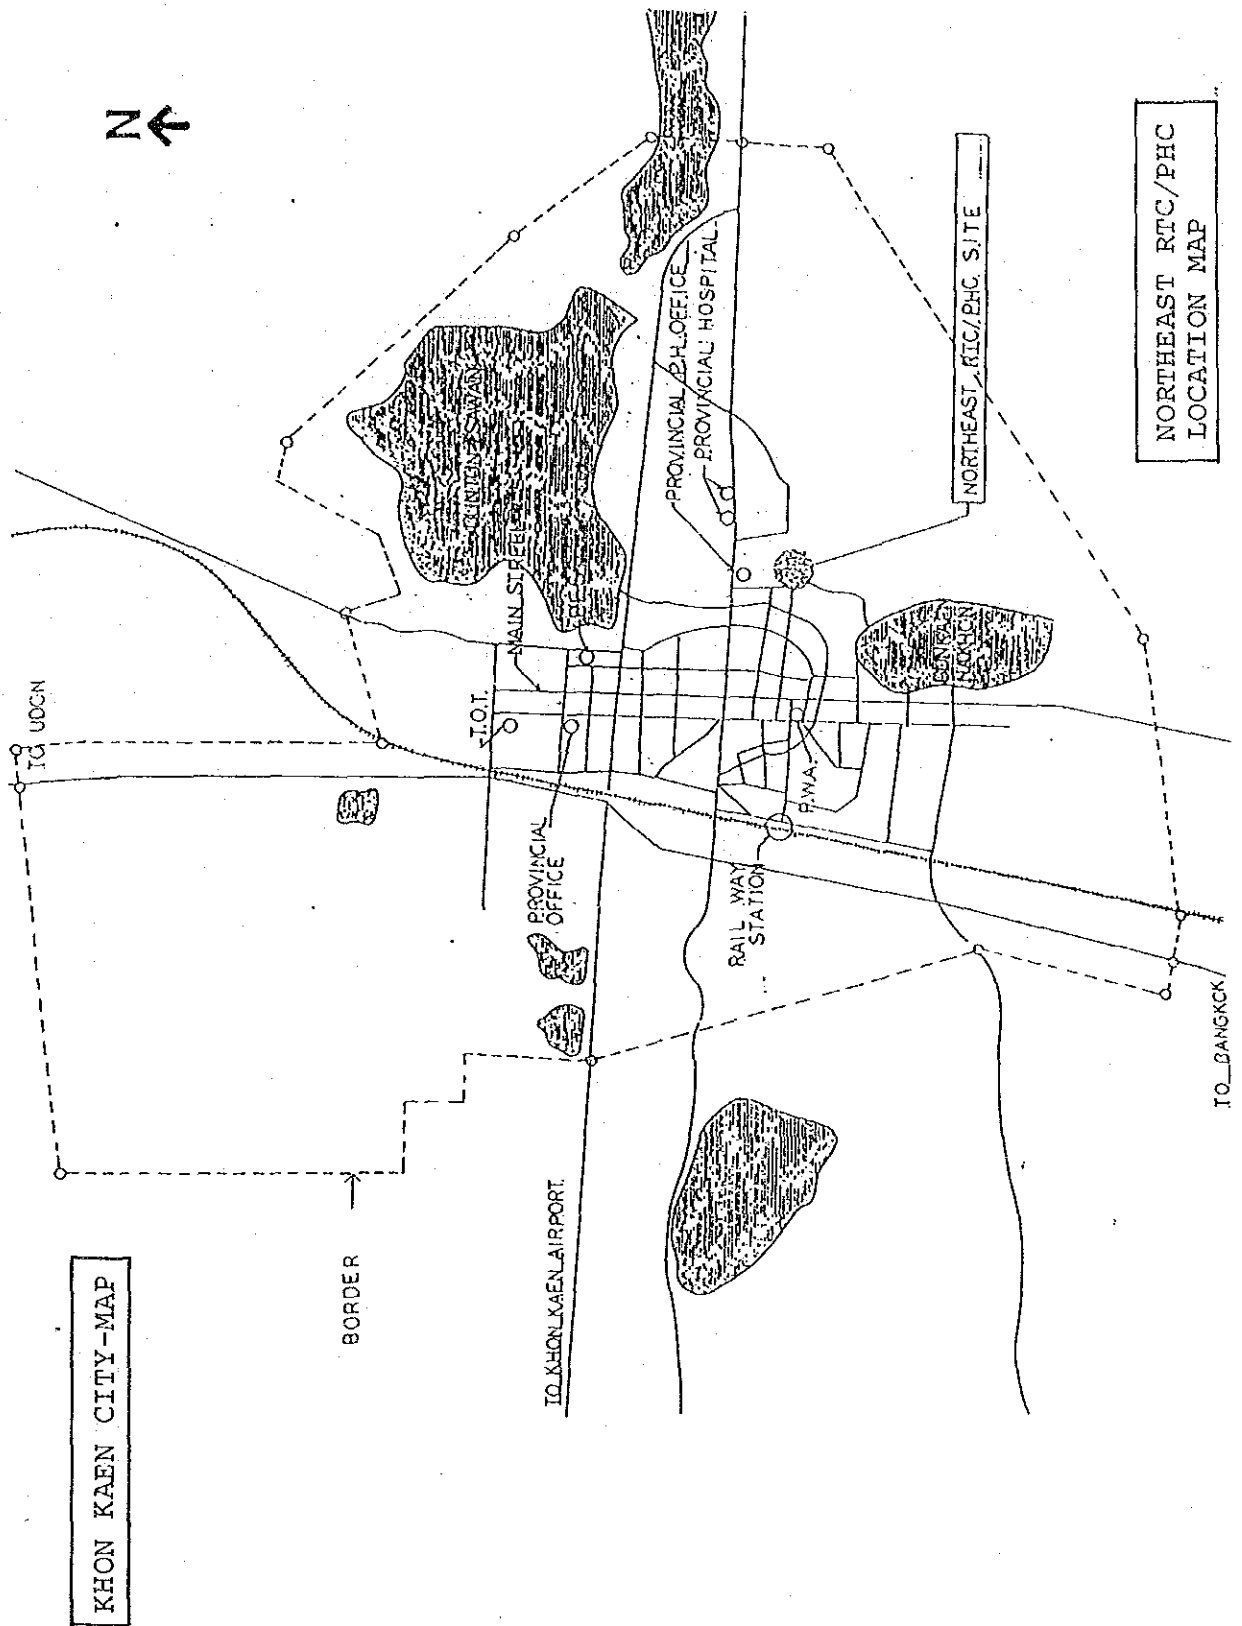 KHON KAEN CITY-MAP
N
BORDER
TO UDON
TO KHON KAEN AIRPORT
PROVINCIAL
OFFICE
T.O.T.
MAIN STREET
RAIL WAY
STATION
P.W.A.
PROVINCIAL P.H.OFFICE
PROVINCIAL HOSPITAL
NORTHEAST RTC/PHC SITE
NAKHON
TO BANGKOK
NORTHEAST RTC/PHC
LOCATION MAP